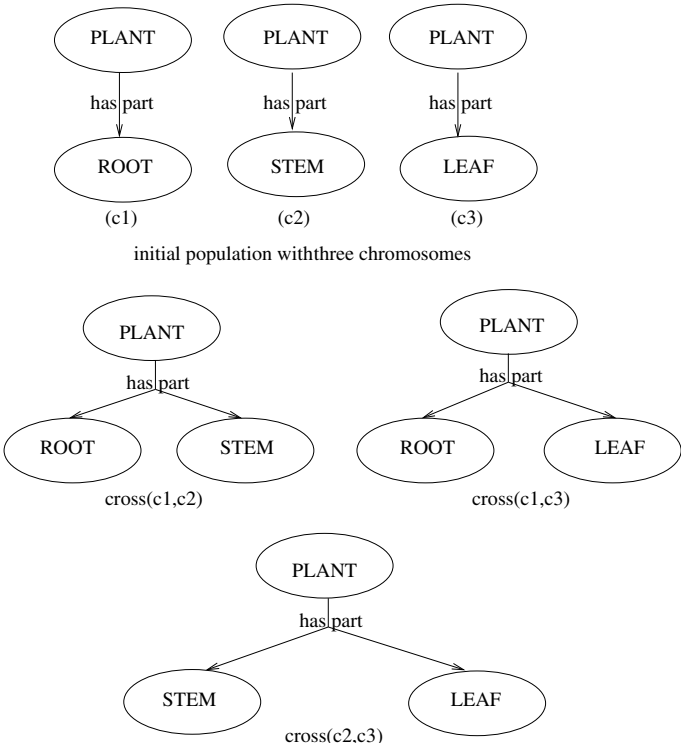 PLANT PLANT PLANT
has part has part has part
ROOT STEM LEAF
(c1) (c2) (c3)
initial population withthree chromosomes
PLANT PLANT
has part has part
ROOT STEM ROOT LEAF
cross(c1,c2) cross(c1,c3)
PLANT
has part
STEM LEAF
cross(c2,c3)